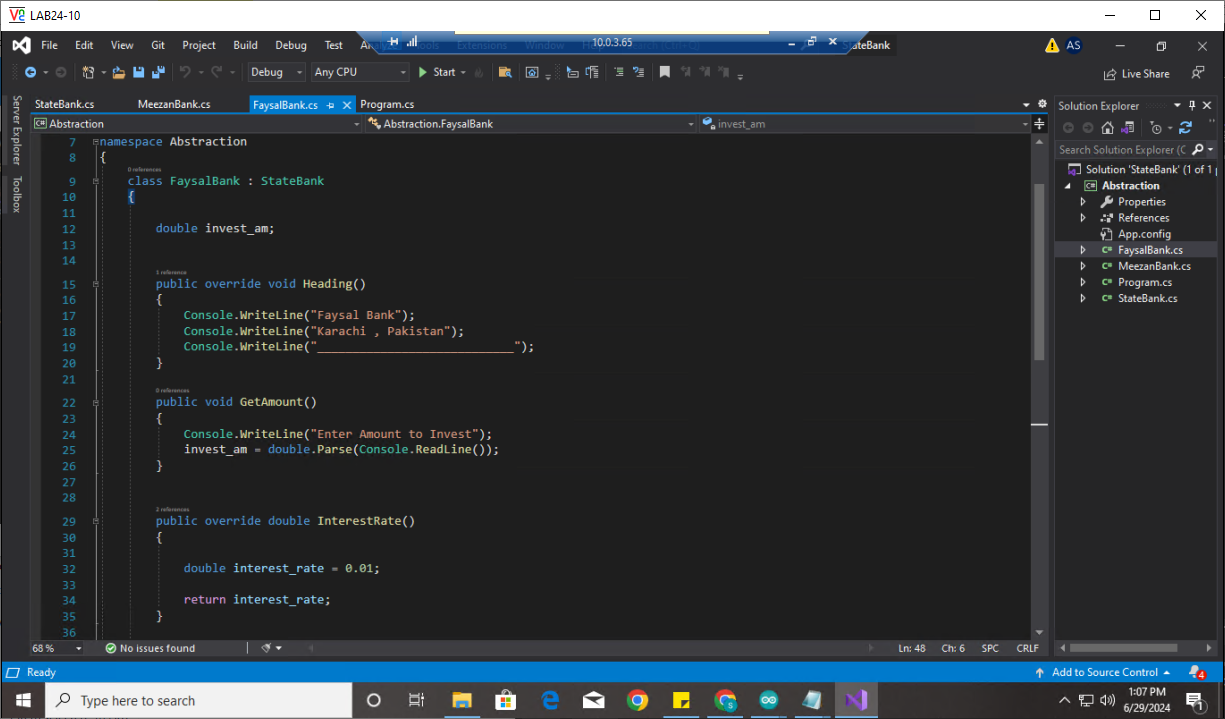 LAB24-10
File Edit View Git Project Build Debug Test
10.0.3.65
StateBank
AS
Debug Any CPU Start Live Share
StateBank.cs MeezanBank.cs FaysalBank.cs Program.cs
Abstraction Abstraction.FaysalBank invest_am
Server Explorer
Toolbox
7 namespace Abstraction
8 {
0 references
9 class FaysalBank : StateBank
10 {
11
12 double invest_am;
13
14
1 reference
15 public override void Heading()
16 {
17 Console.WriteLine("Faysal Bank");
18 Console.WriteLine("Karachi , Pakistan");
19 Console.WriteLine("____________________________");
20 }
21
0 references
22 public void GetAmount()
23 {
24 Console.WriteLine("Enter Amount to Invest");
25 invest_am = double.Parse(Console.ReadLine());
26 }
27
28
2 references
29 public override double InterestRate()
30 {
31
32 double interest_rate = 0.01;
33
34 return interest_rate;
35 }
36
68 % No issues found Ln: 48 Ch: 6 SPC CRLF
Solution Explorer
Search Solution Explorer (C
Solution 'StateBank' (1 of 1
Abstraction
Properties
References
App.config
FaysalBank.cs
MeezanBank.cs
Program.cs
StateBank.cs
Ready Add to Source Control 4
Type here to search
1:07 PM
6/29/2024
1